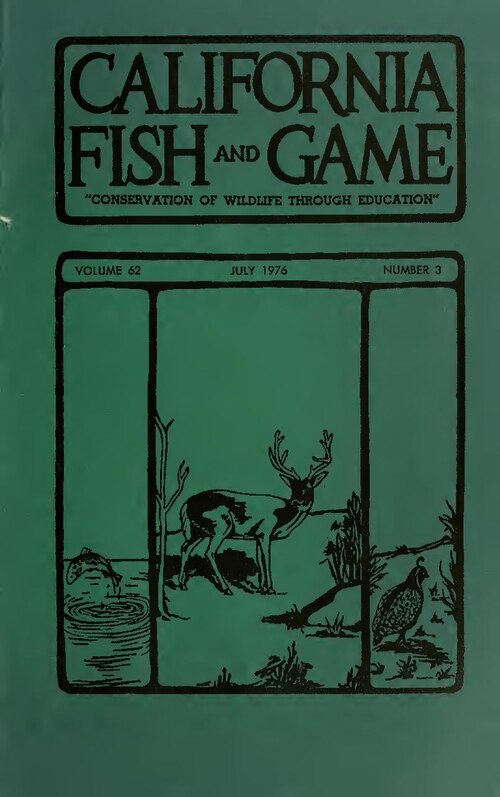 CALIFORNIA
FISH AND GAME
"CONSERVATION OF WILDLIFE THROUGH EDUCATION"
VOLUME 62 JULY 1976 NUMBER 3